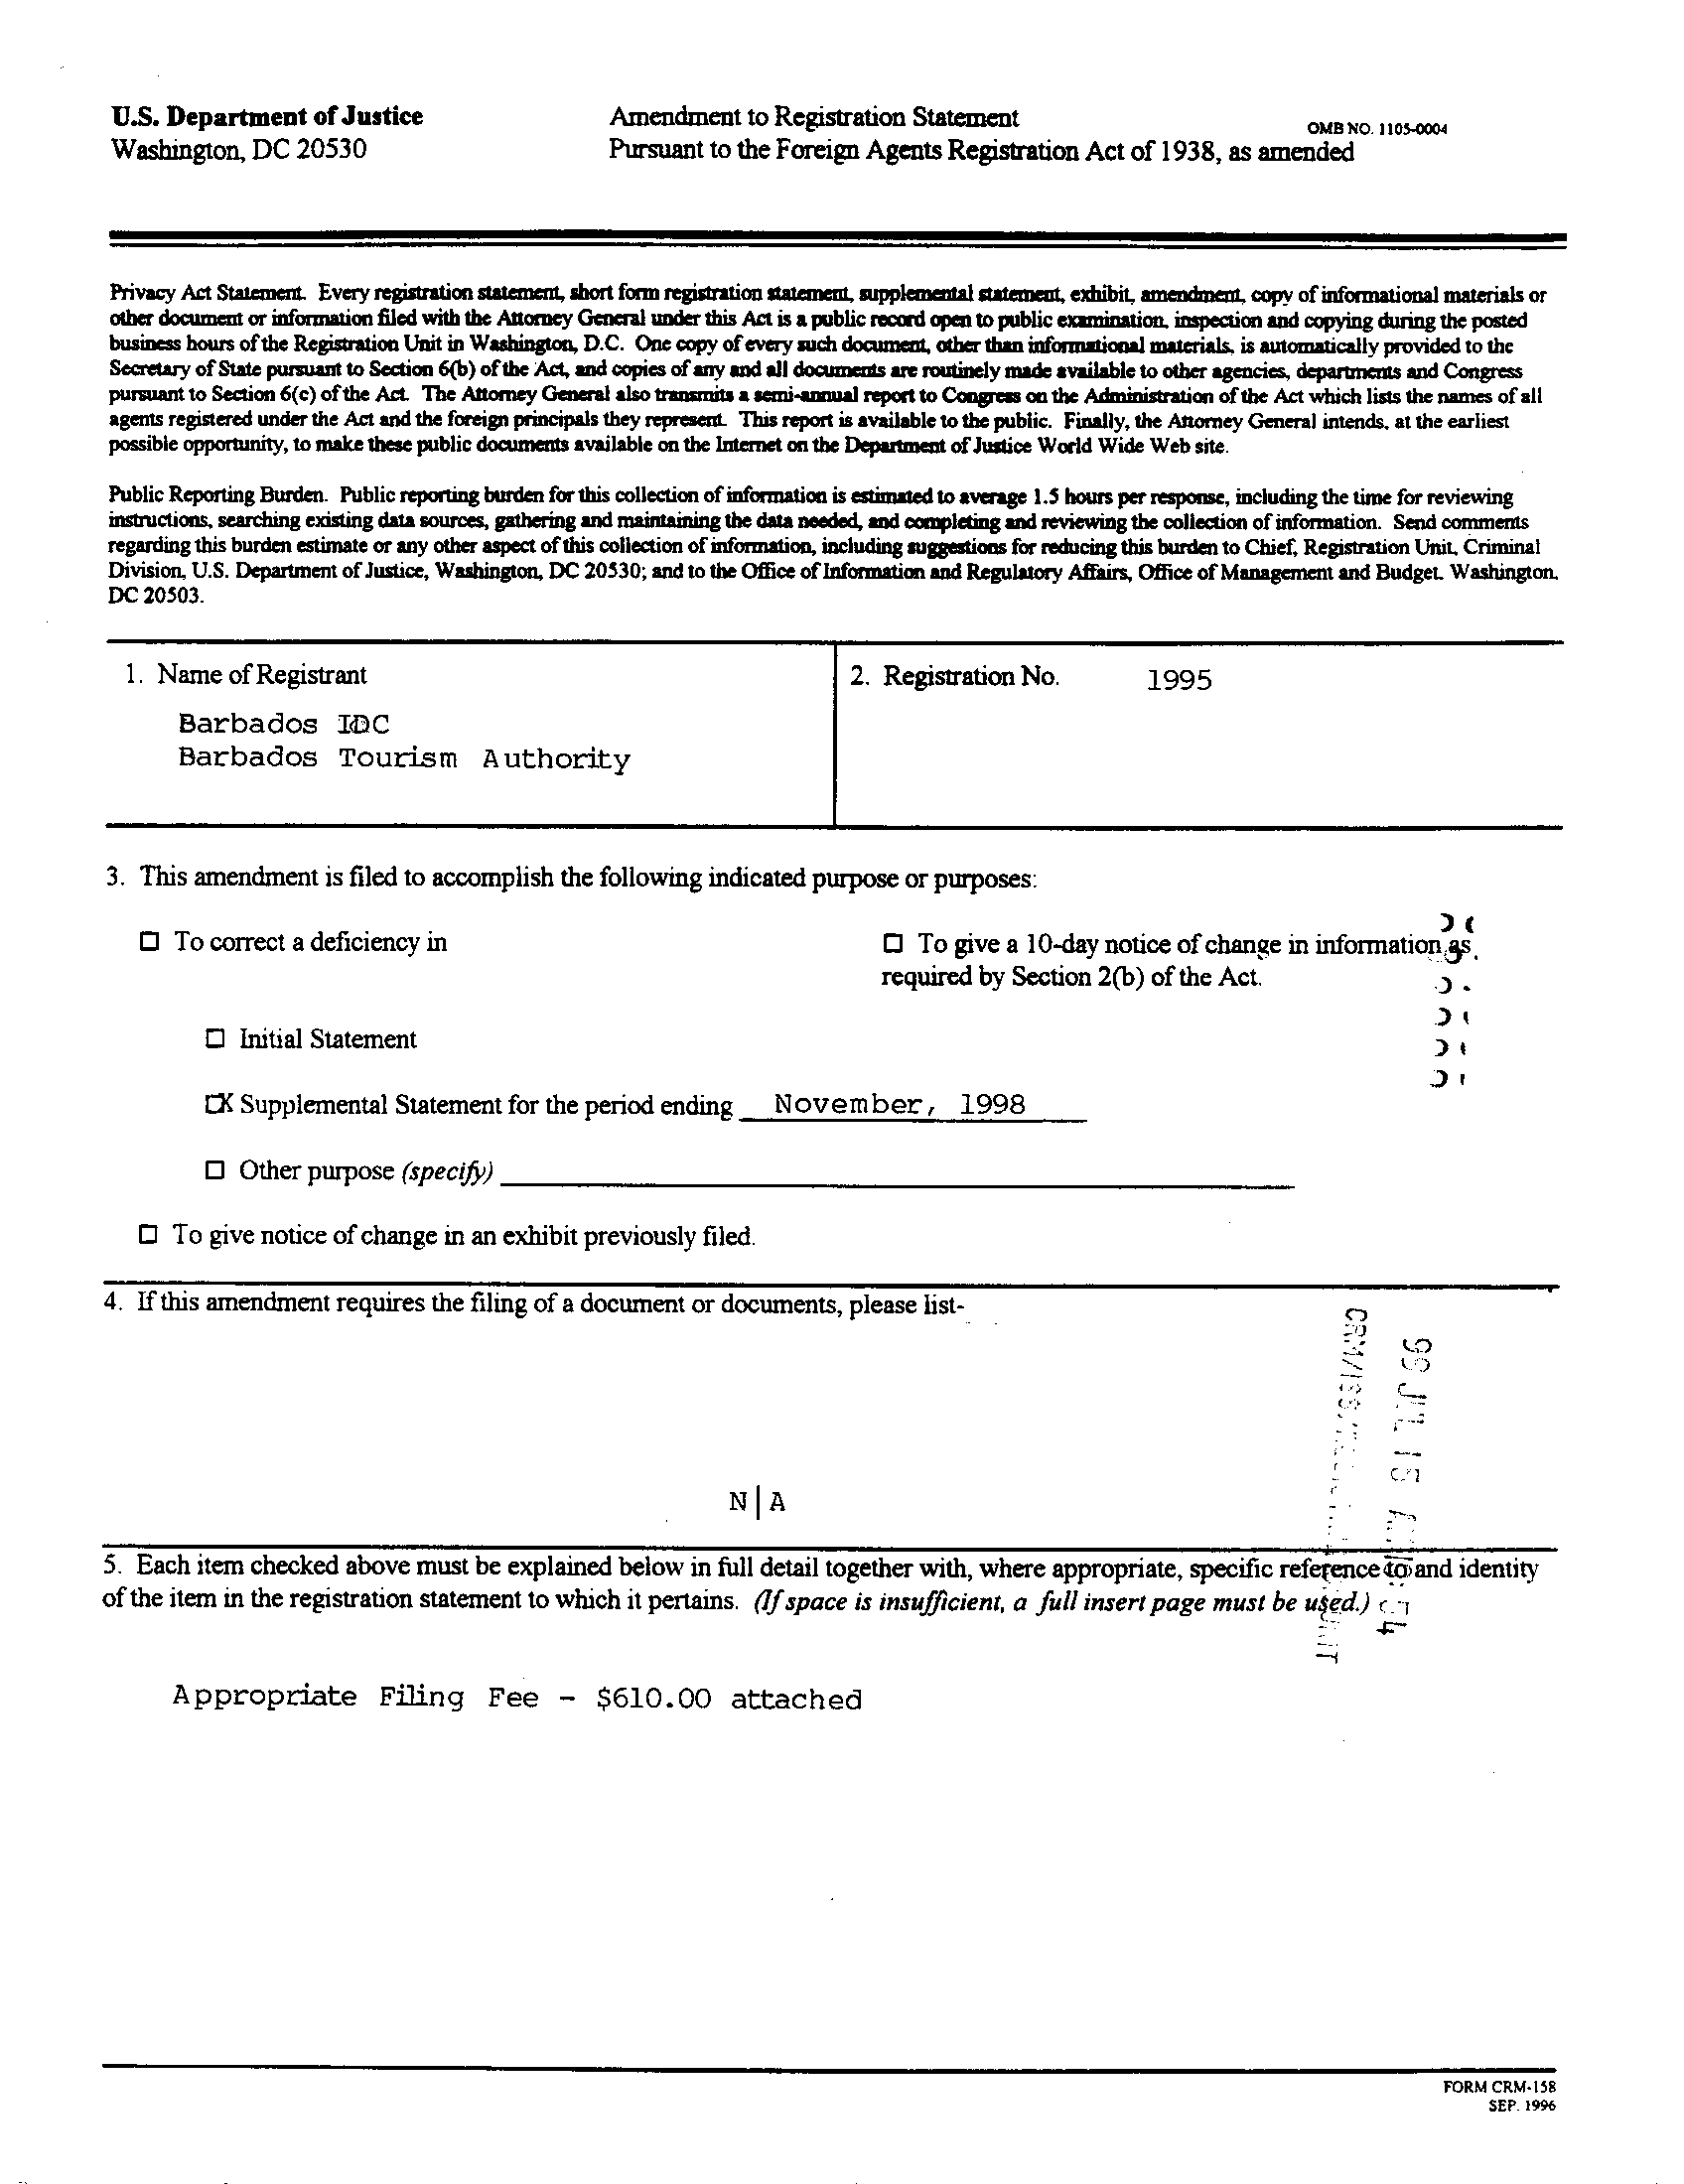 U.S. Department of Justice
Washington, DC 20530
Amendment to Registration Statement
Pursuant to the Foreign Agents Registration Act of 1938, as amended
OMB NO. 1105-0004
Privacy Act Statement. Every registration statement, short form registration statement, supplemental statement, exhibit, amendment, copy of informational materials or
other document or information filed with the Attorney General under this Act is a public record open to public examination, inspection and copying during the posted
business hours of the Registration Unit in Washington, D.C. One copy of every such document, other than informational materials, is automatically provided to the
Secretary of State pursuant to Section 6(b) of the Act, and copies of any and all documents are routinely made available to other agencies, departments and Congress
pursuant to Section 6(c) of the Act. The Attorney General also transmits a semi-annual report to Congress on the Administration of the Act which lists the names of all
agents registered under the Act and the foreign principals they represent. This report is available to the public. Finally, the Attorney General intends, at the earliest
possible opportunity, to make these public documents available on the Internet on the Department of Justice World Wide Web site.
Public Reporting Burden. Public reporting burden for this collection of information is estimated to average 1.5 hours per response, including the time for reviewing
instructions, searching existing data sources, gathering and maintaining the data needed, and completing and reviewing the collection of information. Send comments
regarding this burden estimate or any other aspect of this collection of information, including suggestions for reducing this burden to Chief, Registration Unit, Criminal
Division, U.S. Department of Justice, Washington, DC 20530; and to the Office of Information and Regulatory Affairs, Office of Management and Budget. Washington.
DC 20503.
1. Name of Registrant
Barbados IDC
Barbados Tourism Authority
2. Registration No. 1995
3. This amendment is filed to accomplish the following indicated purpose or purposes:
To correct a deficiency in
To give a 10-day notice of change in information as
required by Section 2(b) of the Act.
Initial Statement
X Supplemental Statement for the period ending November, 1998
Other purpose (specify)
To give notice of change in an exhibit previously filed.
4. If this amendment requires the filing of a document or documents, please list-
N|A
99 JUL 15
5. Each item checked above must be explained below in full detail together with, where appropriate, specific reference to and identity
of the item in the registration statement to which it pertains. (If space is insufficient, a full insert page must be used.)
Appropriate Filing Fee - $610.00 attached
FORM CRM-158
SEP. 1996